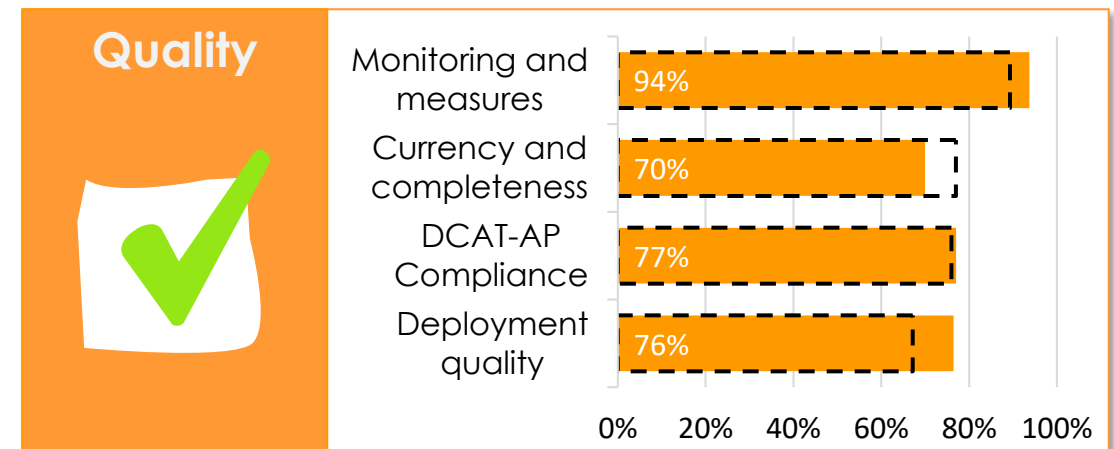 Quality
Monitoring and
measures
94%
Currency and
completeness
70%
DCAT-AP
Compliance
77%
Deployment
quality
76%
0% 20% 40% 60% 80% 100%